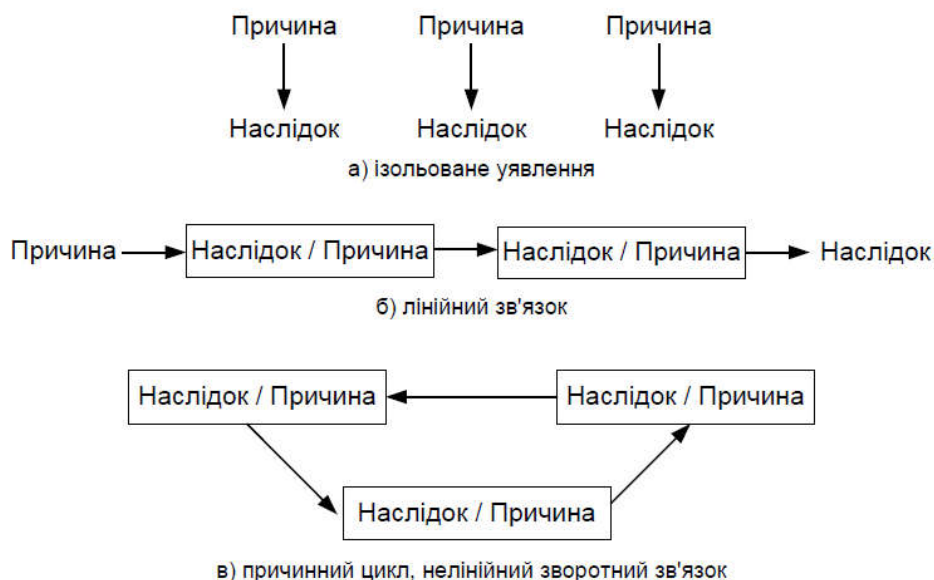 Причина Причина Причина
Наслідок Наслідок Наслідок
а) ізольоване уявлення
Причина Наслідок / Причина Наслідок / Причина Наслідок
б) лінійний зв'язок
Наслідок / Причина Наслідок / Причина
Наслідок / Причина
в) причинний цикл, нелінійний зворотний зв'язок